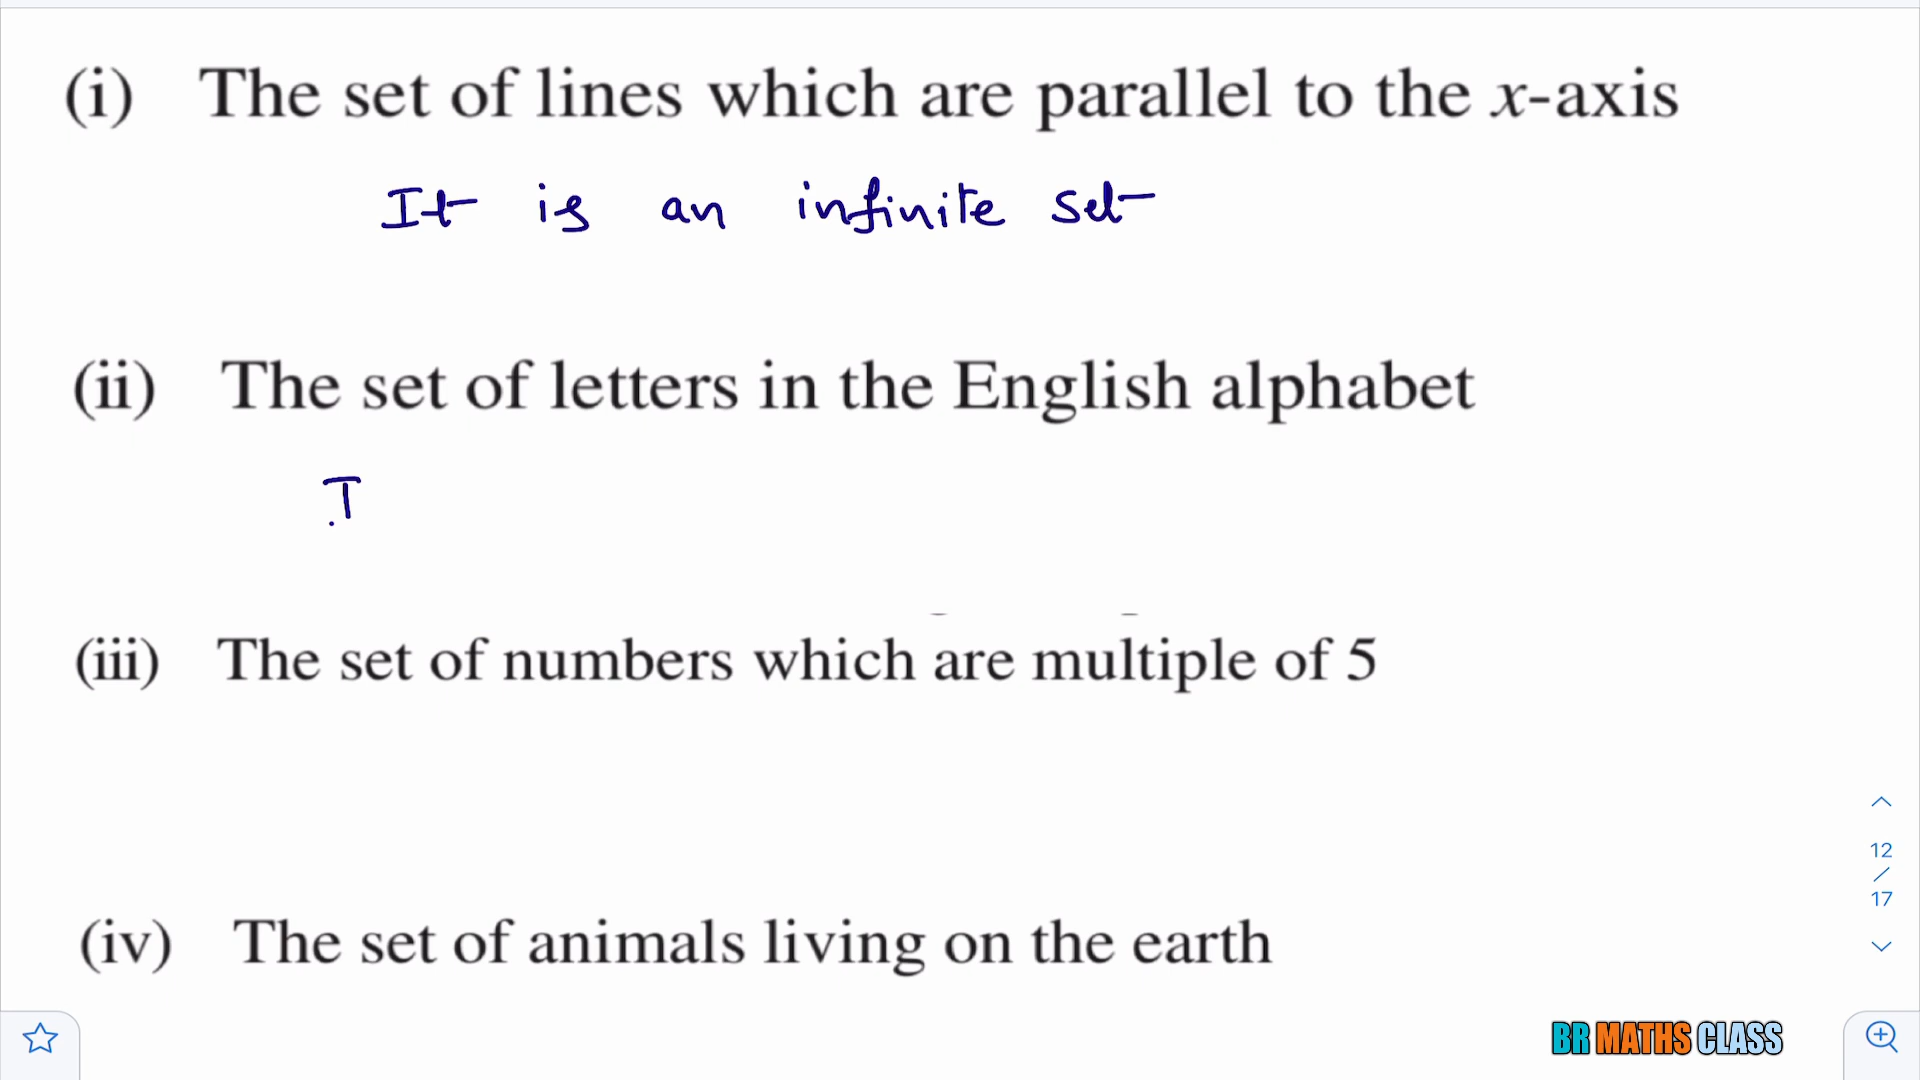 (i) The set of lines which are parallel to the x-axis
It is an infinite set
(ii) The set of letters in the English alphabet
I
(iii) The set of numbers which are multiple of 5
(iv) The set of animals living on the earth
12
/
17
BR MATHS CLASS